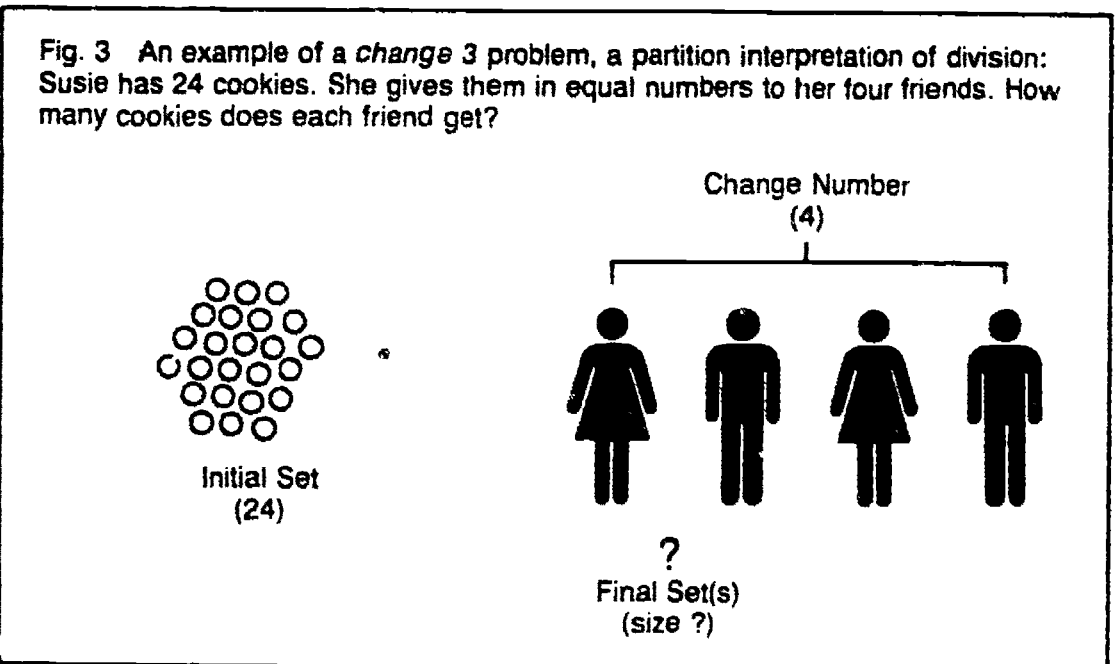 Fig. 3 An example of a change 3 problem, a partition interpretation of division:
Susie has 24 cookies. She gives them in equal numbers to her four friends. How
many cookies does each friend get?
Change Number
(4)
Initial Set
(24)
?
Final Set(s)
(size ?)